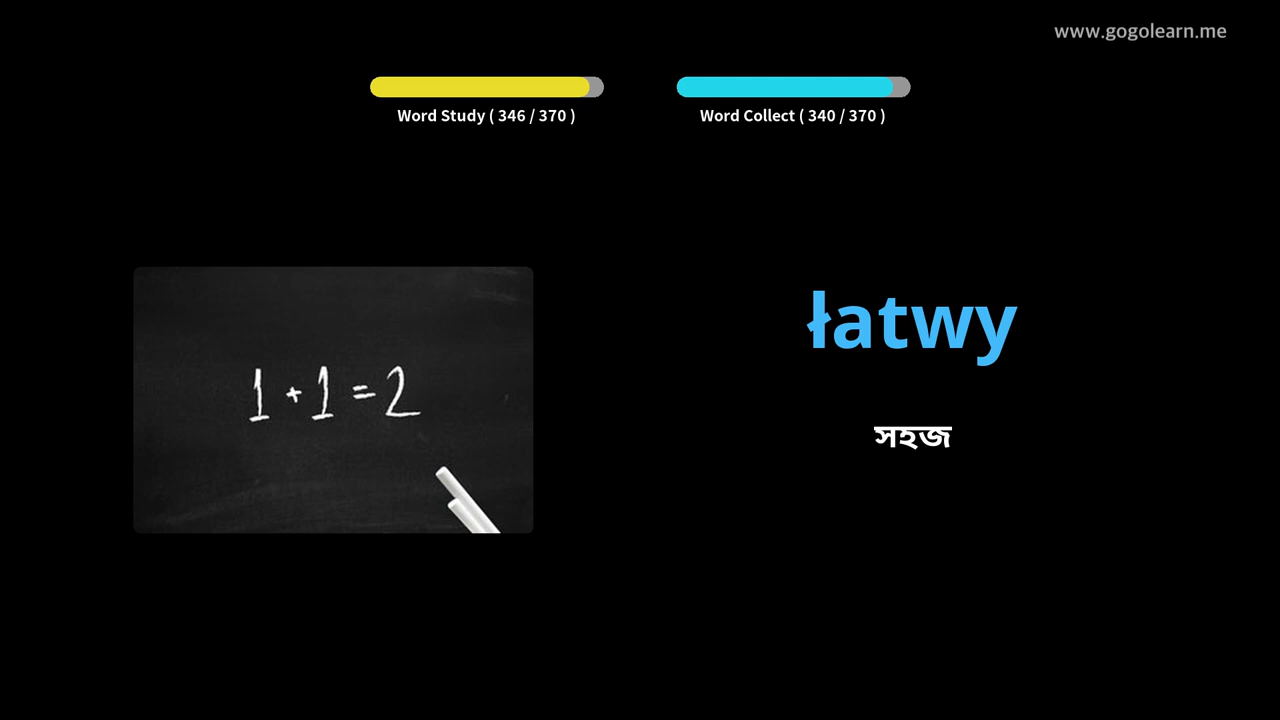 www.gogolearn.me
Word Study ( 346 / 370 )
Word Collect ( 340 / 370 )
1 + 1 = 2
łatwy
সহজ